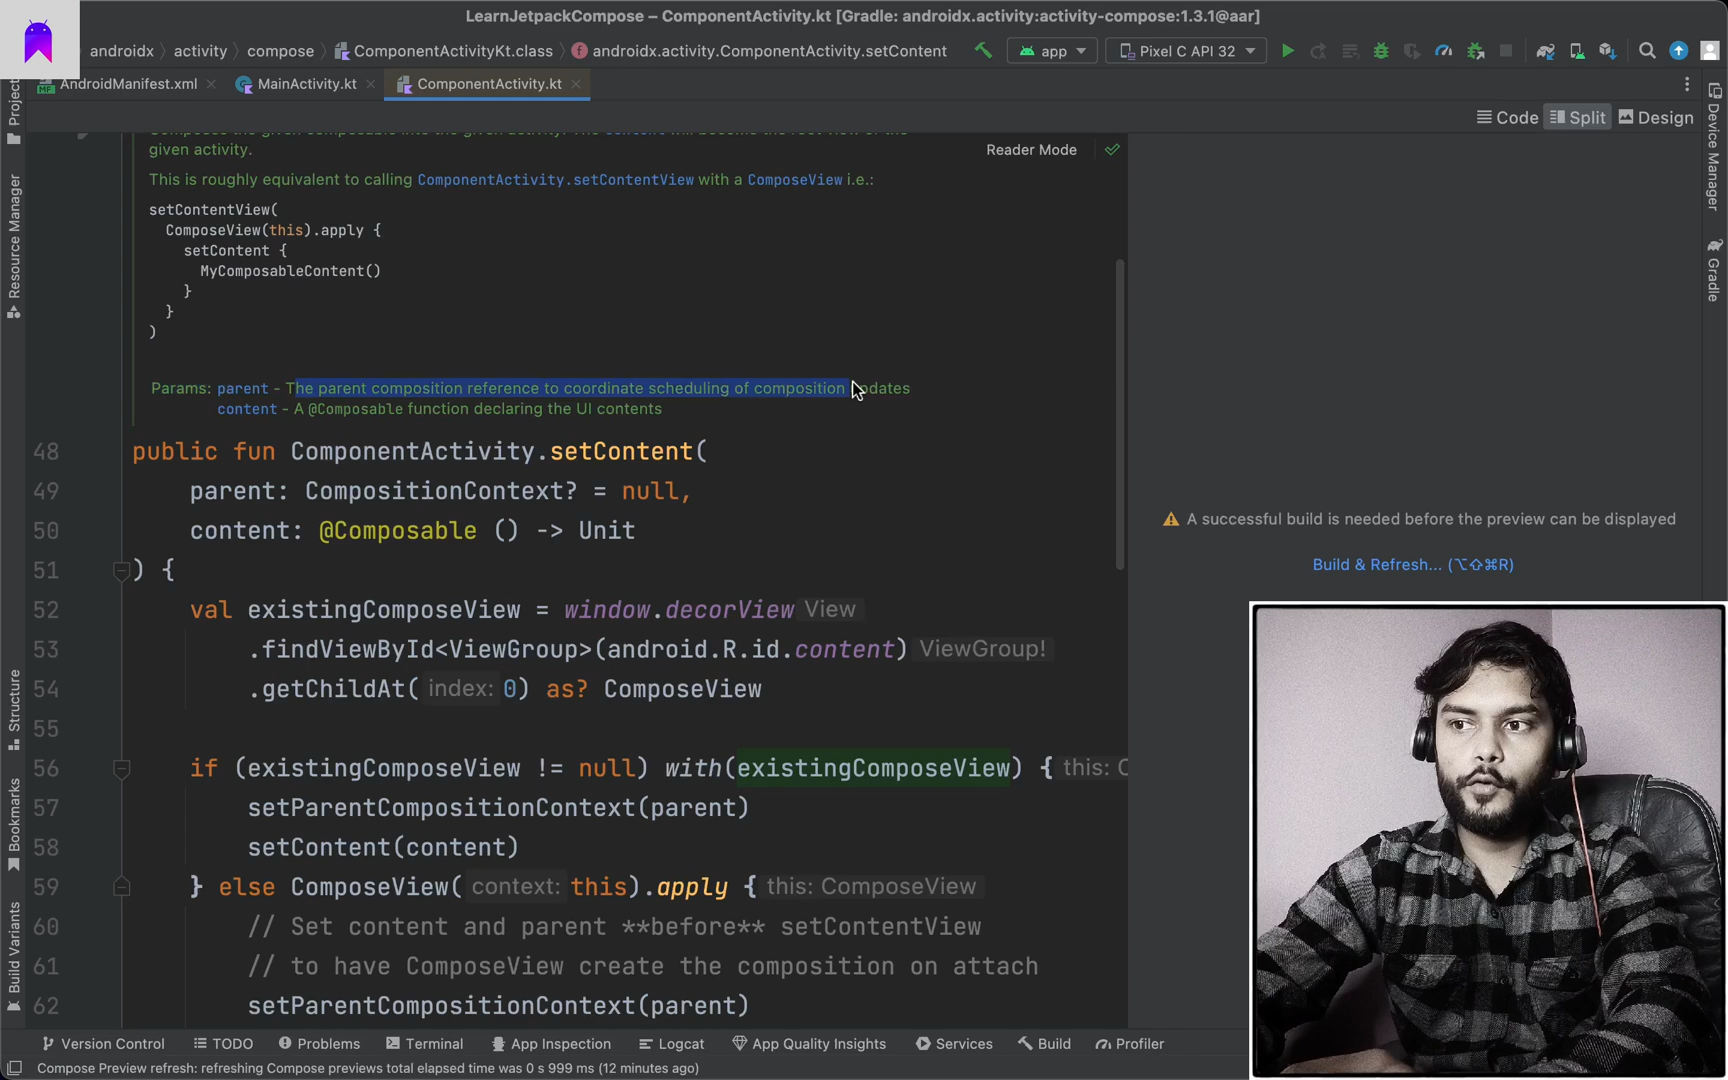 LearnJetpackCompose – ComponentActivity.kt [Gradle: androidx.activity:activity-compose:1.3.1@aar]
androidx activity compose ComponentActivityKt.class androidx.activity.ComponentActivity.setContent app Pixel C API 32
AndroidManifest.xml MainActivity.kt ComponentActivity.kt
Code Split Design
Project
Resource Manager
Structure
Bookmarks
Build Variants
Device Manager
Gradle
given activity.
Reader Mode
This is roughly equivalent to calling ComponentActivity.setContentView with a ComposeView i.e.:
setContentView(
ComposeView(this).apply {
setContent {
MyComposableContent()
}
}
)
Params: parent - The parent composition reference to coordinate scheduling of composition updates
content - A @Composable function declaring the UI contents
48 public fun ComponentActivity.setContent(
49 parent: CompositionContext? = null,
50 content: @Composable () -> Unit
51 ) {
52 val existingComposeView = window.decorView View
53 .findViewById<ViewGroup>(android.R.id.content) ViewGroup!
54 .getChildAt( index: 0) as? ComposeView
55
56 if (existingComposeView != null) with(existingComposeView) { this: C
57 setParentCompositionContext(parent)
58 setContent(content)
59 } else ComposeView( context: this).apply { this: ComposeView
60 // Set content and parent **before** setContentView
61 // to have ComposeView create the composition on attach
62 setParentCompositionContext(parent)
A successful build is needed before the preview can be displayed
Build & Refresh... (⌥⇧⌘R)
Version Control TODO Problems Terminal App Inspection Logcat App Quality Insights Services Build Profiler
Compose Preview refresh: refreshing Compose previews total elapsed time was 0 s 999 ms (12 minutes ago)